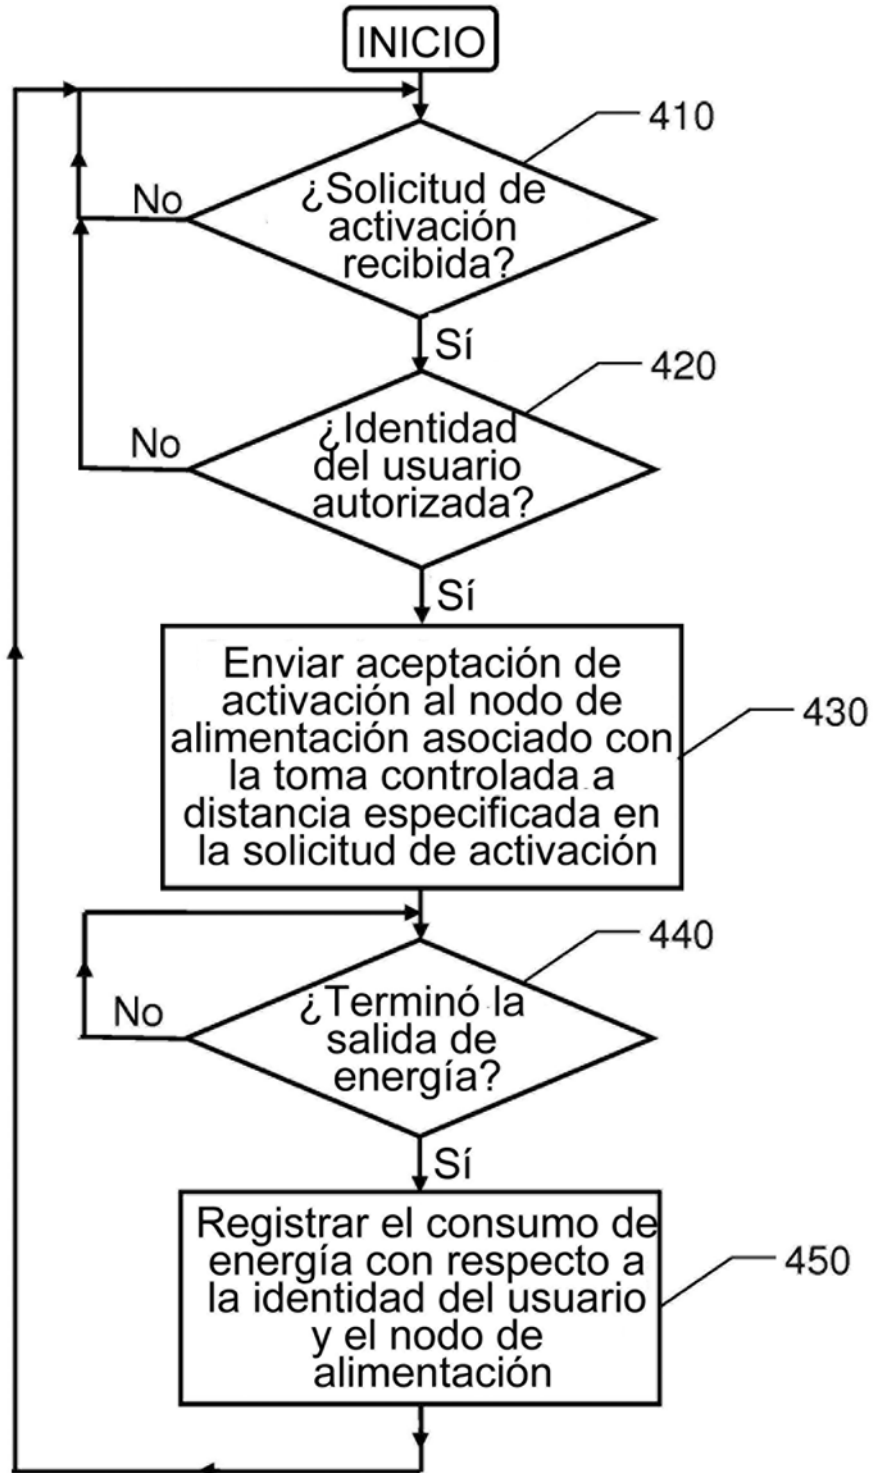 INICIO
410
¿Solicitud de
activación
recibida?
No
Sí
420
¿Identidad
del usuario
autorizada?
No
Sí
Enviar aceptación de
activación al nodo de
alimentación asociado con
la toma controlada a
distancia especificada en
la solicitud de activación
430
440
¿Terminó la
salida de
energía?
No
Sí
Registrar el consumo de
energía con respecto a
la identidad del usuario
y el nodo de
alimentación
450